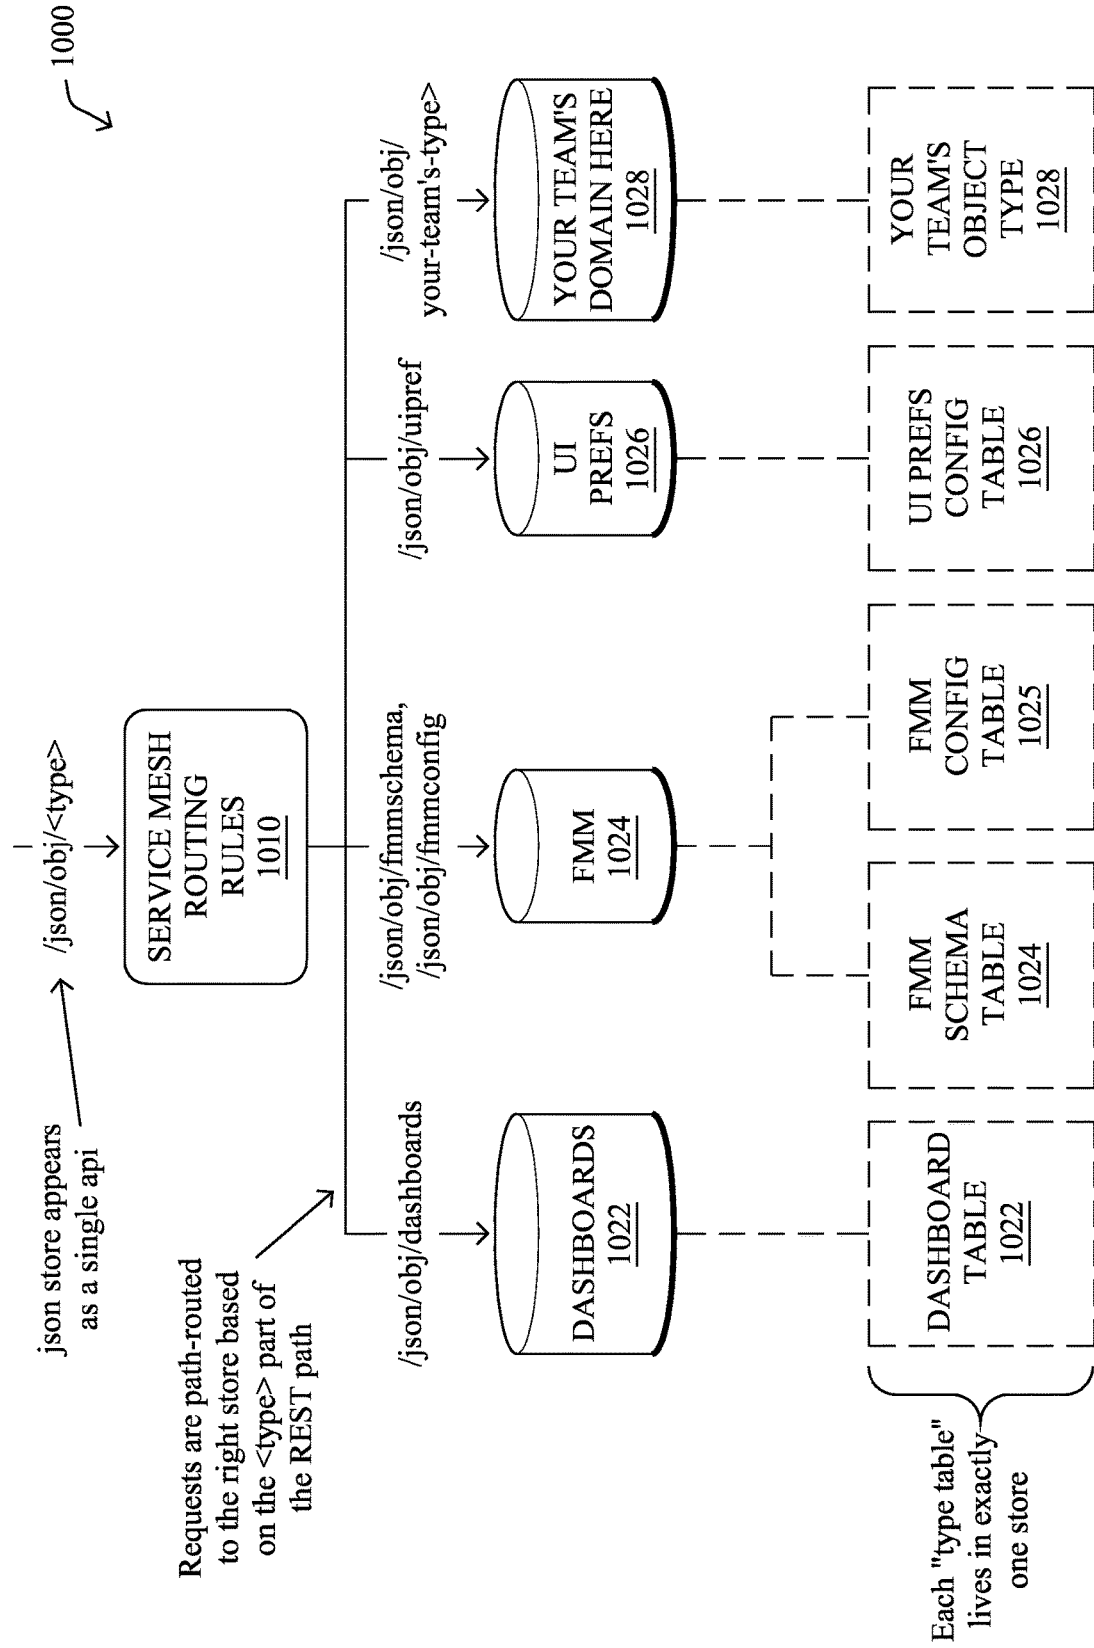 1000
json store appears
as a single api
/json/obj/<type>
SERVICE MESH
ROUTING
RULES
1010
Requests are path-routed
to the right store based
on the <type> part of
the REST path
/json/obj/dashboards
/json/obj/fmmschema,
/json/obj/fmmconfig
/json/obj/uipref
/json/obj/
your-team's-type>
DASHBOARDS
1022
FMM
1024
UI
PREFS
1026
YOUR TEAM'S
DOMAIN HERE
1028
Each "type table"
lives in exactly
one store
DASHBOARD
TABLE
1022
FMM
SCHEMA
TABLE
1024
FMM
CONFIG
TABLE
1025
UI PREFS
CONFIG
TABLE
1026
YOUR
TEAM'S
OBJECT
TYPE
1028